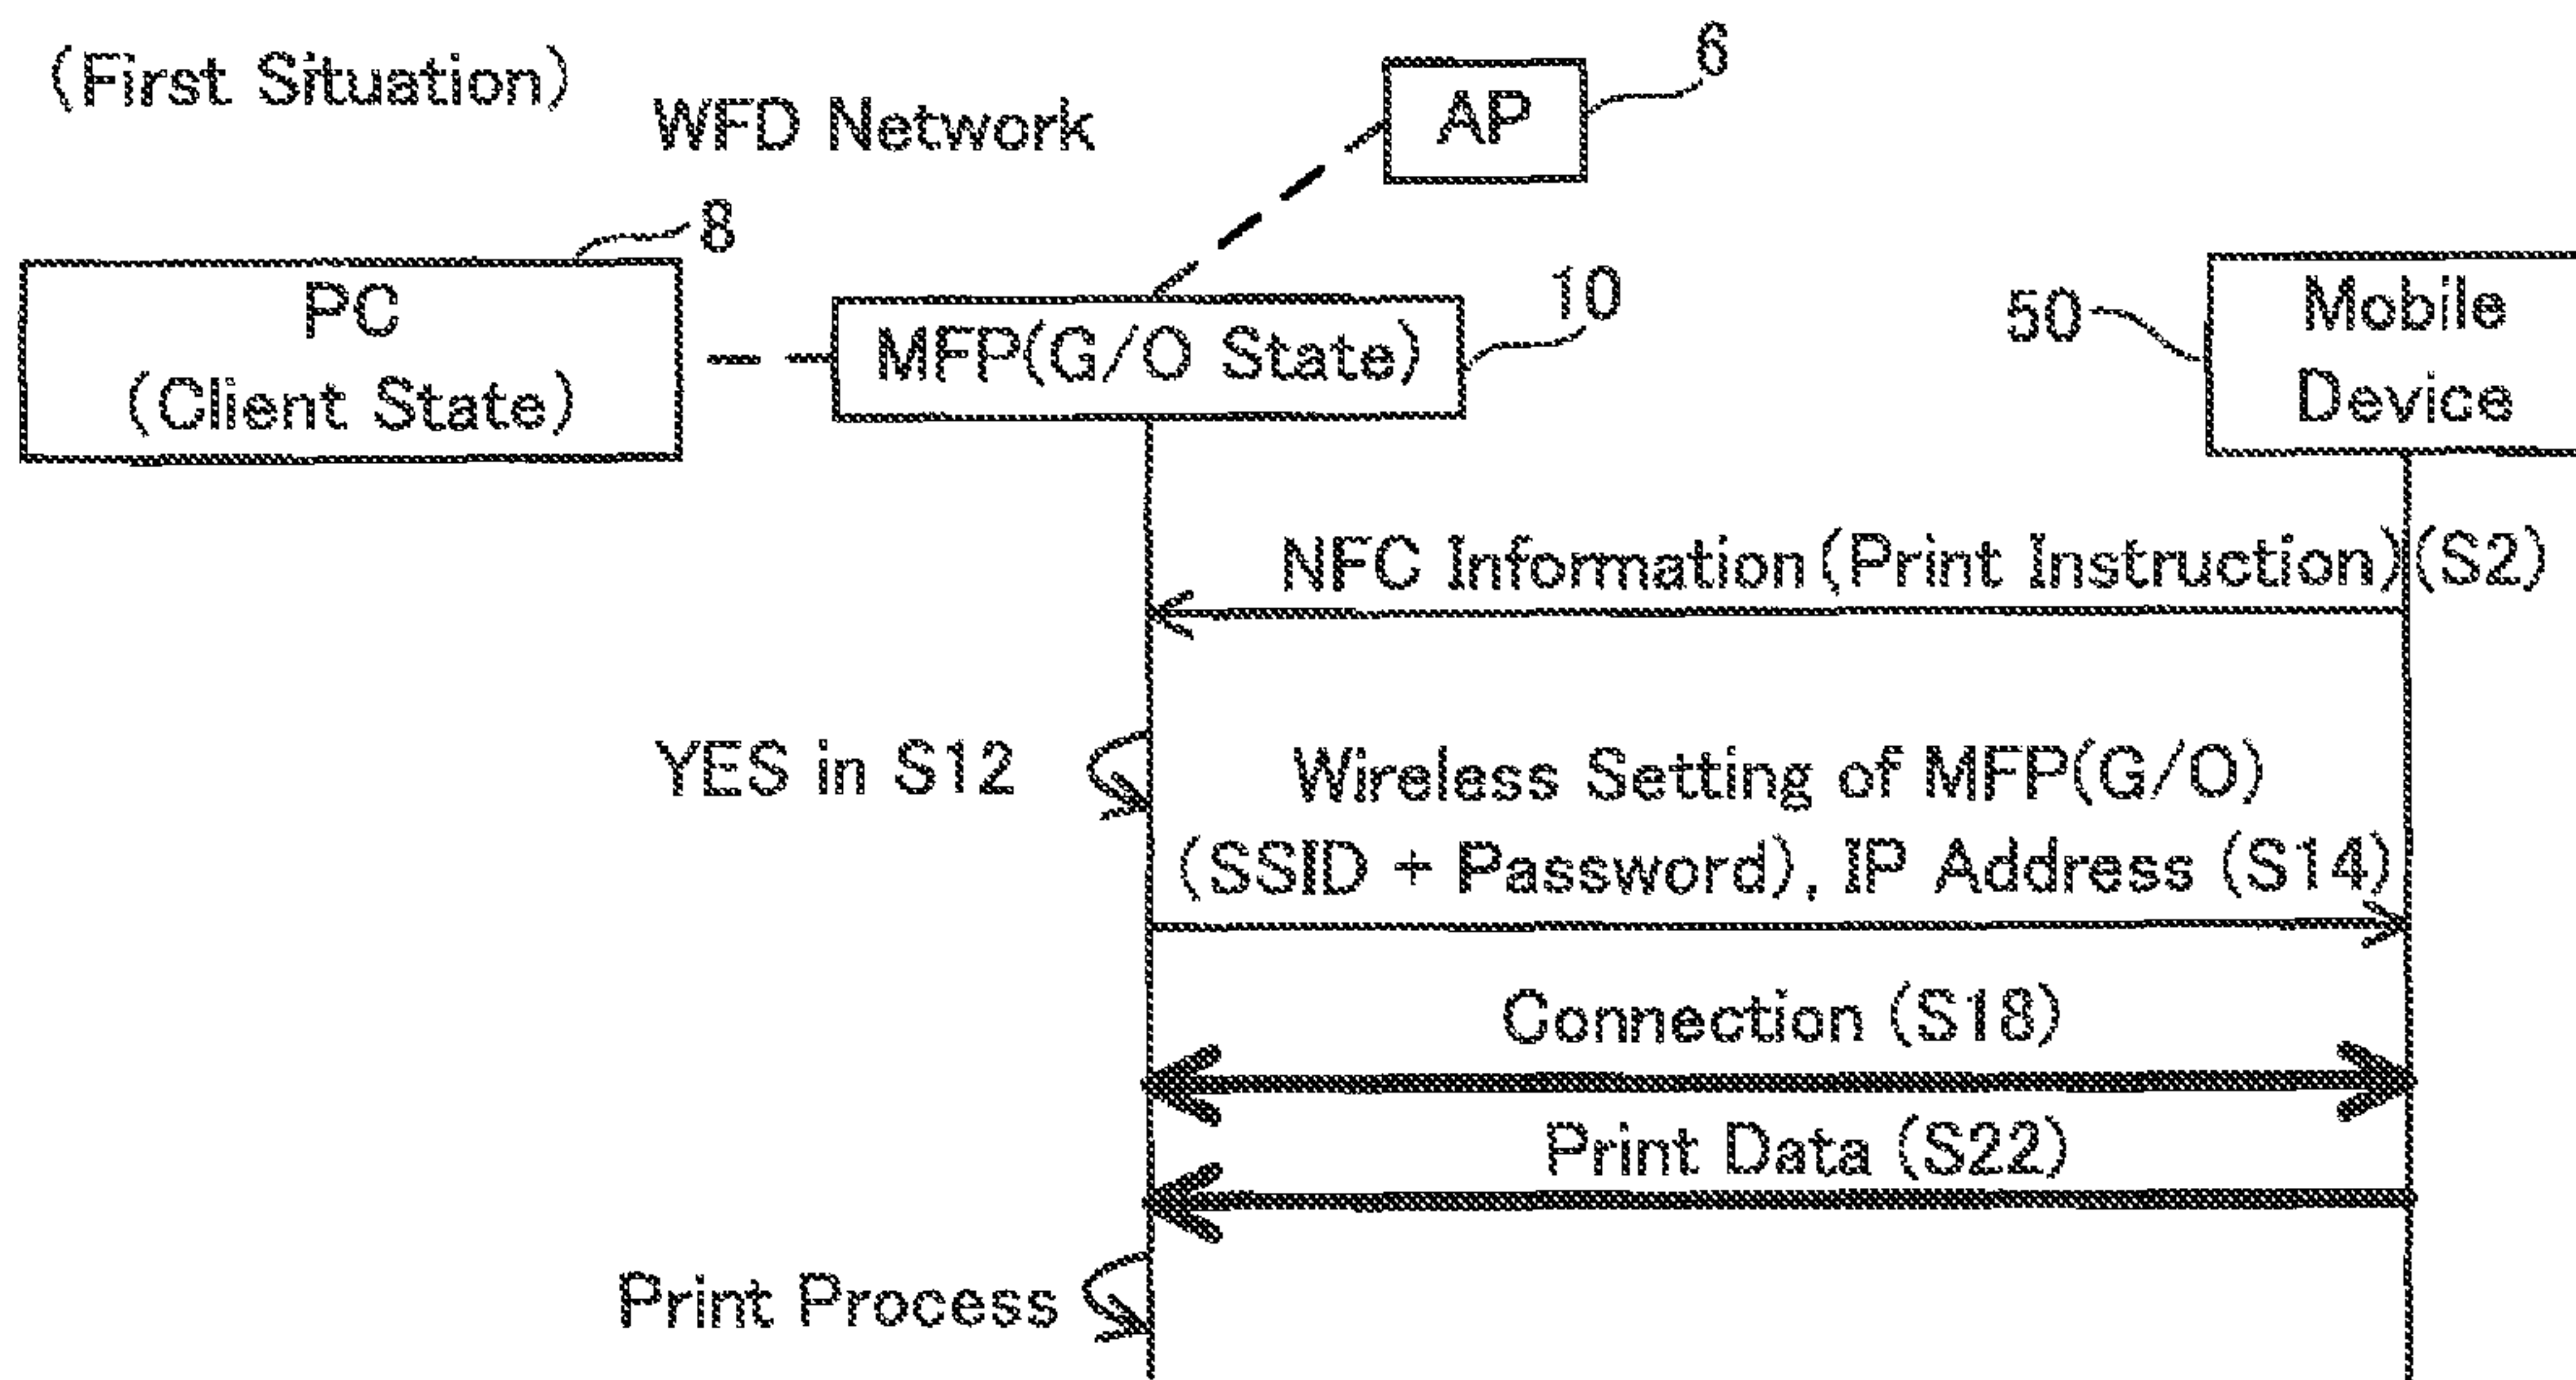 (First Situation)
WFD Network
AP
6
8
PC
(Client State)
MFP(G/O State)
10
50
Mobile
Device
NFC Information(Print Instruction)(S2)
YES in S12
Wireless Setting of MFP(G/O)
(SSID + Password), IP Address (S14)
Connection (S18)
Print Data (S22)
Print Process